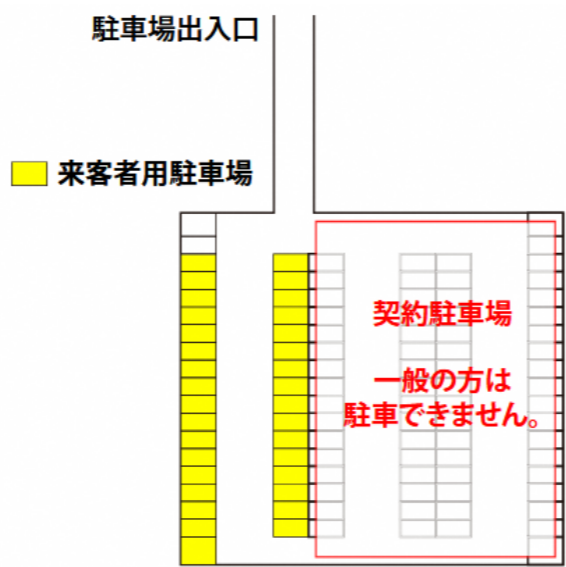 駐車場出入口
来客者用駐車場
契約駐車場
一般の方は
駐車できません。